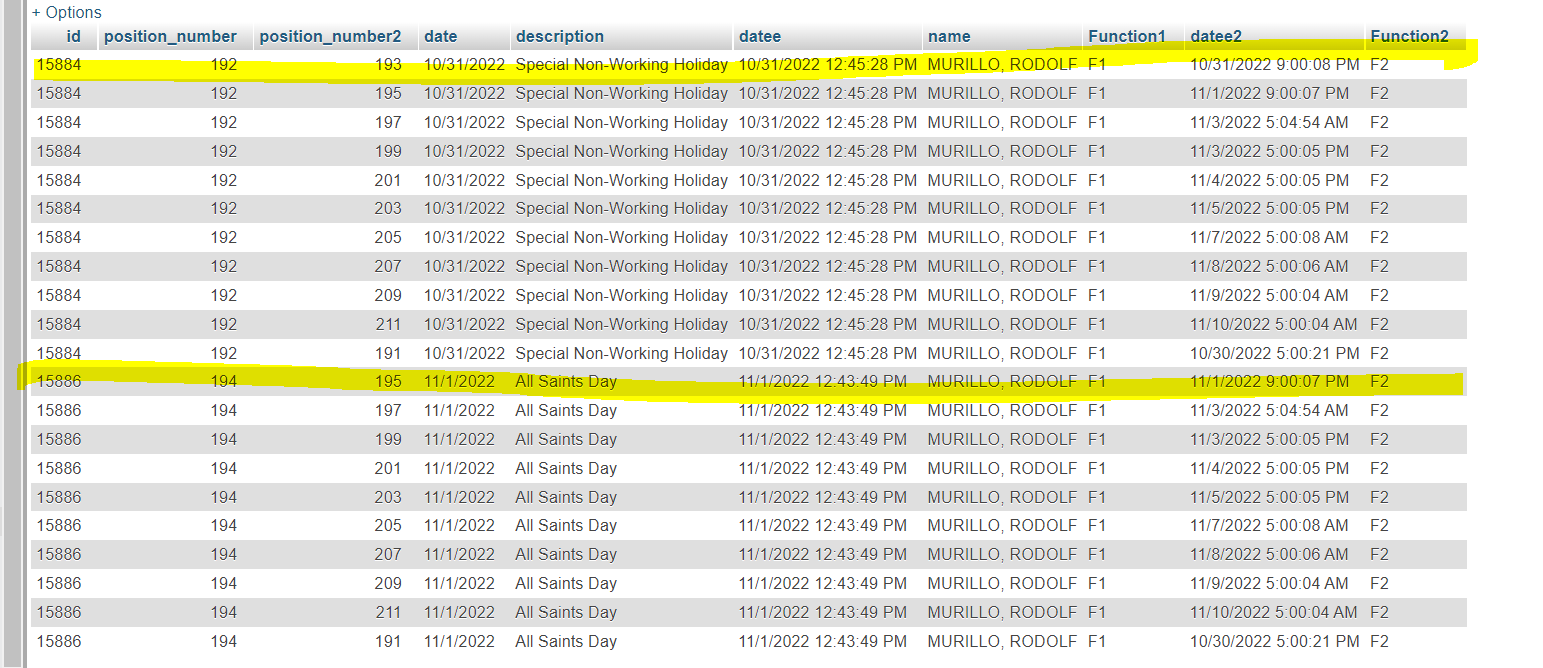 + Options
id position_number position_number2 date description datee name Function1 datee2 Function2
15884 192 193 10/31/2022 Special Non-Working Holiday 10/31/2022 12:45:28 PM MURILLO, RODOLF F1 10/31/2022 9:00:08 PM F2
15884 192 195 10/31/2022 Special Non-Working Holiday 10/31/2022 12:45:28 PM MURILLO, RODOLF F1 11/1/2022 9:00:07 PM F2
15884 192 197 10/31/2022 Special Non-Working Holiday 10/31/2022 12:45:28 PM MURILLO, RODOLF F1 11/3/2022 5:04:54 AM F2
15884 192 199 10/31/2022 Special Non-Working Holiday 10/31/2022 12:45:28 PM MURILLO, RODOLF F1 11/3/2022 5:00:05 PM F2
15884 192 201 10/31/2022 Special Non-Working Holiday 10/31/2022 12:45:28 PM MURILLO, RODOLF F1 11/4/2022 5:00:05 PM F2
15884 192 203 10/31/2022 Special Non-Working Holiday 10/31/2022 12:45:28 PM MURILLO, RODOLF F1 11/5/2022 5:00:05 PM F2
15884 192 205 10/31/2022 Special Non-Working Holiday 10/31/2022 12:45:28 PM MURILLO, RODOLF F1 11/7/2022 5:00:08 AM F2
15884 192 207 10/31/2022 Special Non-Working Holiday 10/31/2022 12:45:28 PM MURILLO, RODOLF F1 11/8/2022 5:00:06 AM F2
15884 192 209 10/31/2022 Special Non-Working Holiday 10/31/2022 12:45:28 PM MURILLO, RODOLF F1 11/9/2022 5:00:04 AM F2
15884 192 211 10/31/2022 Special Non-Working Holiday 10/31/2022 12:45:28 PM MURILLO, RODOLF F1 11/10/2022 5:00:04 AM F2
15884 192 191 10/31/2022 Special Non-Working Holiday 10/31/2022 12:45:28 PM MURILLO, RODOLF F1 10/30/2022 5:00:21 PM F2
15886 194 195 11/1/2022 All Saints Day 11/1/2022 12:43:49 PM MURILLO, RODOLF F1 11/1/2022 9:00:07 PM F2
15886 194 197 11/1/2022 All Saints Day 11/1/2022 12:43:49 PM MURILLO, RODOLF F1 11/3/2022 5:04:54 AM F2
15886 194 199 11/1/2022 All Saints Day 11/1/2022 12:43:49 PM MURILLO, RODOLF F1 11/3/2022 5:00:05 PM F2
15886 194 201 11/1/2022 All Saints Day 11/1/2022 12:43:49 PM MURILLO, RODOLF F1 11/4/2022 5:00:05 PM F2
15886 194 203 11/1/2022 All Saints Day 11/1/2022 12:43:49 PM MURILLO, RODOLF F1 11/5/2022 5:00:05 PM F2
15886 194 205 11/1/2022 All Saints Day 11/1/2022 12:43:49 PM MURILLO, RODOLF F1 11/7/2022 5:00:08 AM F2
15886 194 207 11/1/2022 All Saints Day 11/1/2022 12:43:49 PM MURILLO, RODOLF F1 11/8/2022 5:00:06 AM F2
15886 194 209 11/1/2022 All Saints Day 11/1/2022 12:43:49 PM MURILLO, RODOLF F1 11/9/2022 5:00:04 AM F2
15886 194 211 11/1/2022 All Saints Day 11/1/2022 12:43:49 PM MURILLO, RODOLF F1 11/10/2022 5:00:04 AM F2
15886 194 191 11/1/2022 All Saints Day 11/1/2022 12:43:49 PM MURILLO, RODOLF F1 10/30/2022 5:00:21 PM F2